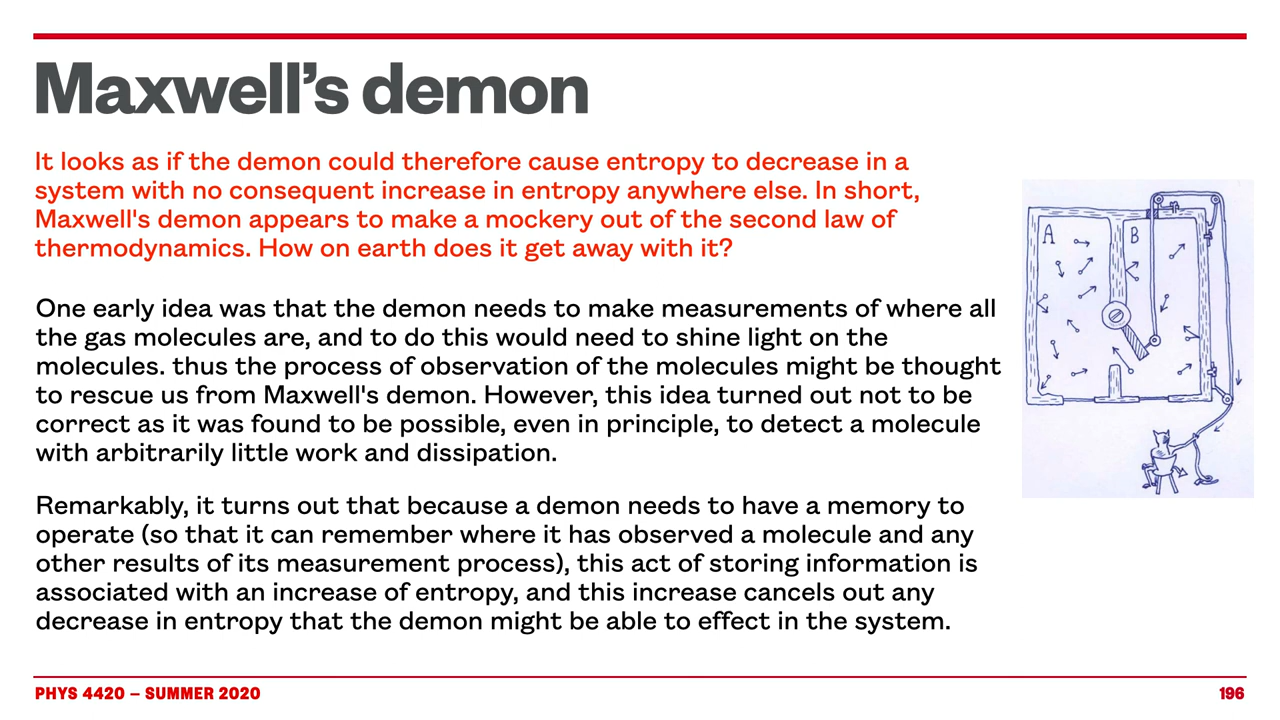 Maxwell’s demon
It looks as if the demon could therefore cause entropy to decrease in a
system with no consequent increase in entropy anywhere else. In short,
Maxwell's demon appears to make a mockery out of the second law of
thermodynamics. How on earth does it get away with it?
One early idea was that the demon needs to make measurements of where all
the gas molecules are, and to do this would need to shine light on the
molecules. thus the process of observation of the molecules might be thought
to rescue us from Maxwell's demon. However, this idea turned out not to be
correct as it was found to be possible, even in principle, to detect a molecule
with arbitrarily little work and dissipation.
Remarkably, it turns out that because a demon needs to have a memory to
operate (so that it can remember where it has observed a molecule and any
other results of its measurement process), this act of storing information is
associated with an increase of entropy, and this increase cancels out any
decrease in entropy that the demon might be able to effect in the system.
A B
PHYS 4420 – SUMMER 2020
196